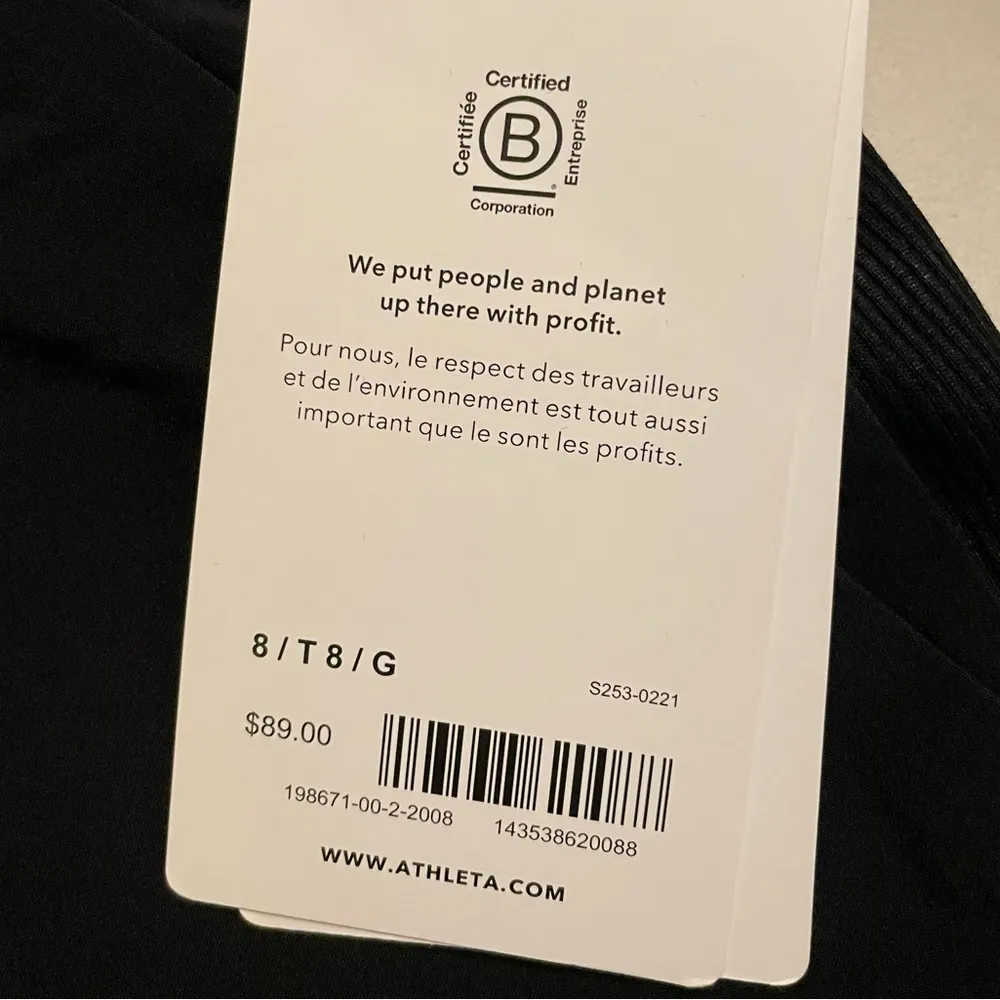 Certified
Certifiée
B
Entreprise
®
Corporation
We put people and planet
up there with profit.
Pour nous, le respect des travailleurs
et de l'environnement est tout aussi
important que le sont les profits.
8 / T 8 / G
S253-0221
$89.00
198671-00-2-2008
143538620088
WWW.ATHLETA.COM